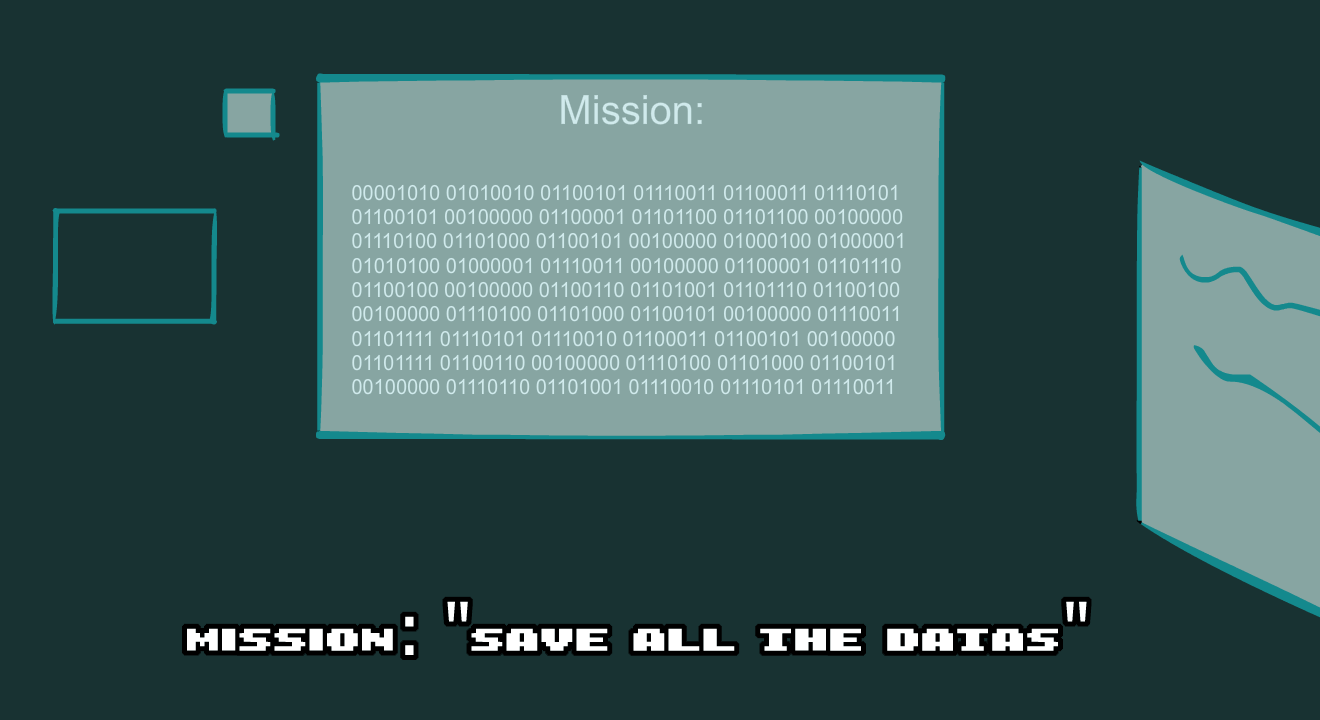 Mission:
00001010 01010010 01100101 01110011 01100011 01110101
01100101 00100000 01100001 01101100 01101100 00100000
01110100 01101000 01100101 00100000 01000100 01000001
01010100 01000001 01110011 00100000 01100001 01101110
01100100 00100000 01100110 01101001 01101110 01100100
00100000 01110100 01101000 01100101 00100000 01110011
01101111 01110101 01110010 01100011 01100101 00100000
01101111 01100110 00100000 01110100 01101000 01100101
00100000 01110110 01101001 01110010 01110101 01110011
MISSION: "SAVE ALL THE DATAS"